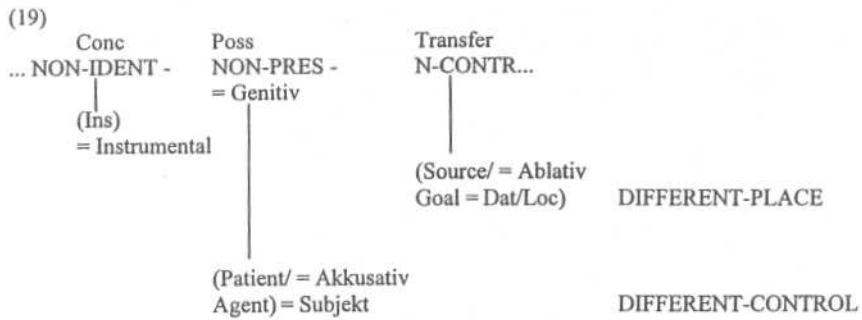 (19)
Conc Poss Transfer
... NON-IDENT - NON-PRES - N-CONTR...
= Genitiv
(Ins)
= Instrumental
(Source/ = Ablativ
Goal = Dat/Loc) DIFFERENT-PLACE
(Patient/ = Akkusativ
Agent) = Subjekt DIFFERENT-CONTROL